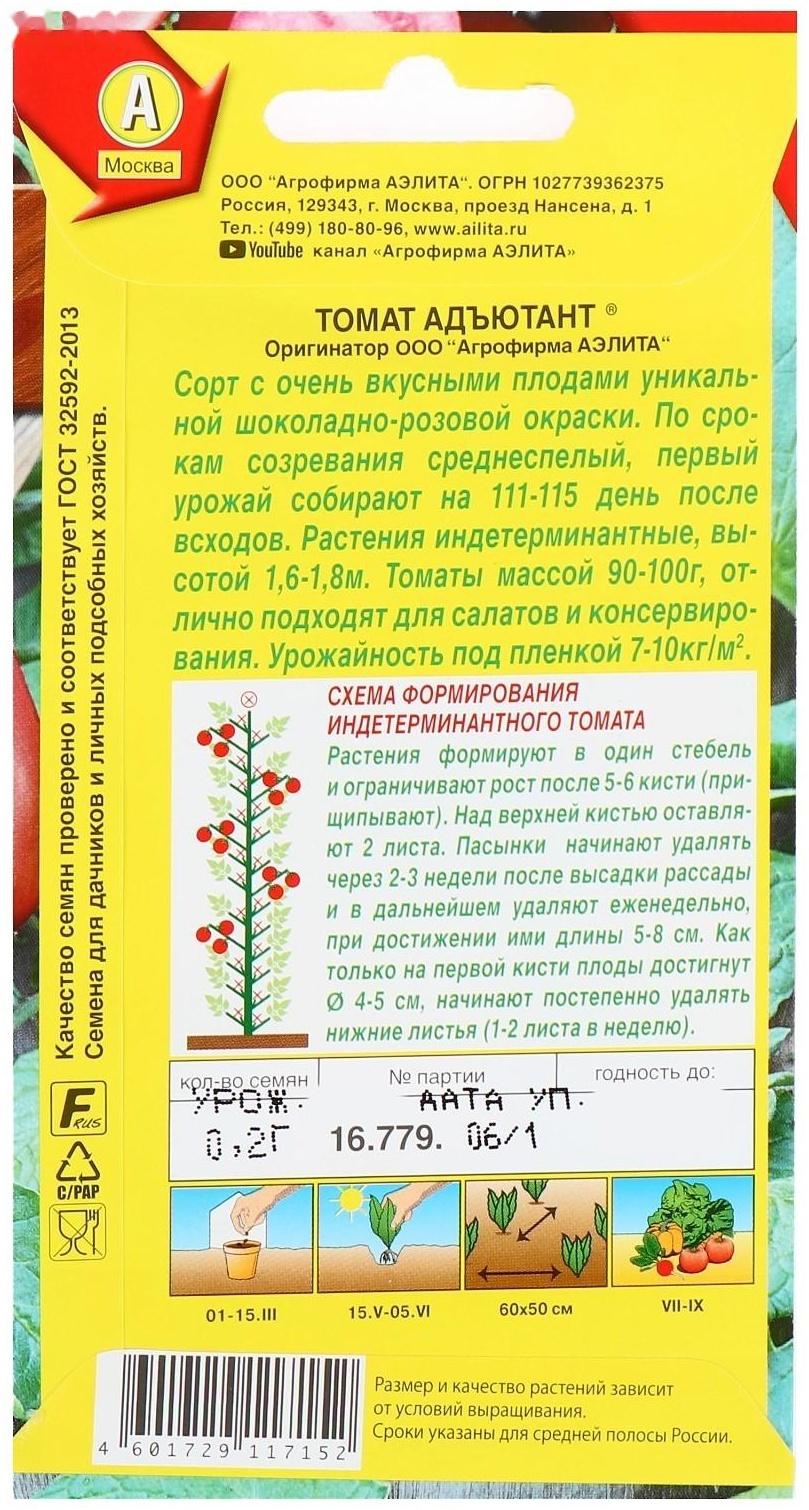 А
Москва
ООО "Агрофирма АЭЛИТА". ОГРН 1027739362375
Россия, 129343, г. Москва, проезд Нансена, д. 1
Тел.: (499) 180-80-96, www.ailita.ru
YouTube канал «Агрофирма АЭЛИТА»
ТОМАТ АДЪЮТАНТ ®
Оригинатор ООО "Агрофирма АЭЛИТА"
Сорт с очень вкусными плодами уникаль-
ной шоколадно-розовой окраски. По сро-
кам созревания среднеспелый, первый
урожай собирают на 111-115 день после
всходов. Растения индетерминантные, вы-
сотой 1,6-1,8м. Томаты массой 90-100г, от-
лично подходят для салатов и консервиро-
вания. Урожайность под пленкой 7-10кг/м².
СХЕМА ФОРМИРОВАНИЯ
ИНДЕТЕРМИНАНТНОГО ТОМАТА
Растения формируют в один стебель
и ограничивают рост после 5-6 кисти (при-
щипывают). Над верхней кистью оставля-
ют 2 листа. Пасынки начинают удалять
через 2-3 недели после высадки рассады
и в дальнейшем удаляют еженедельно,
при достижении ими длины 5-8 см. Как
только на первой кисти плоды достигнут
Ø 4-5 см, начинают постепенно удалять
нижние листья (1-2 листа в неделю).
Качество семян проверено и соответствует ГОСТ 32592-2013
Семена для дачников и личных подсобных хозяйств.
F RUS
C/PAP
кол-во семян № партии годность до:
УРОЖ. ДАТА УП.
0,2Г 16.779. 06/1
01-15.III 15.V-05.VI 60х50 см VII-IX
4 601729 117152
Размер и качество растений зависит
от условий выращивания.
Сроки указаны для средней полосы России.